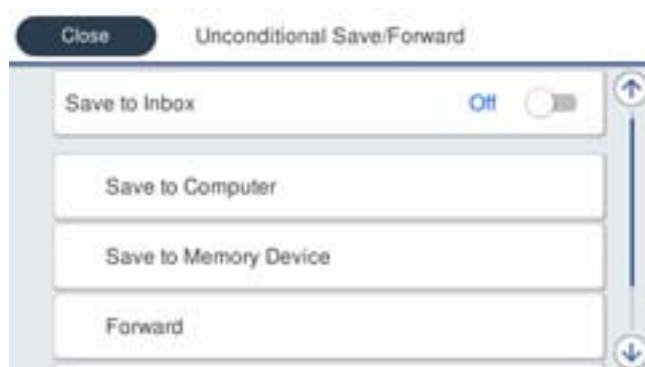 Close Unconditional Save/Forward
Save to Inbox Off
Save to Computer
Save to Memory Device
Forward